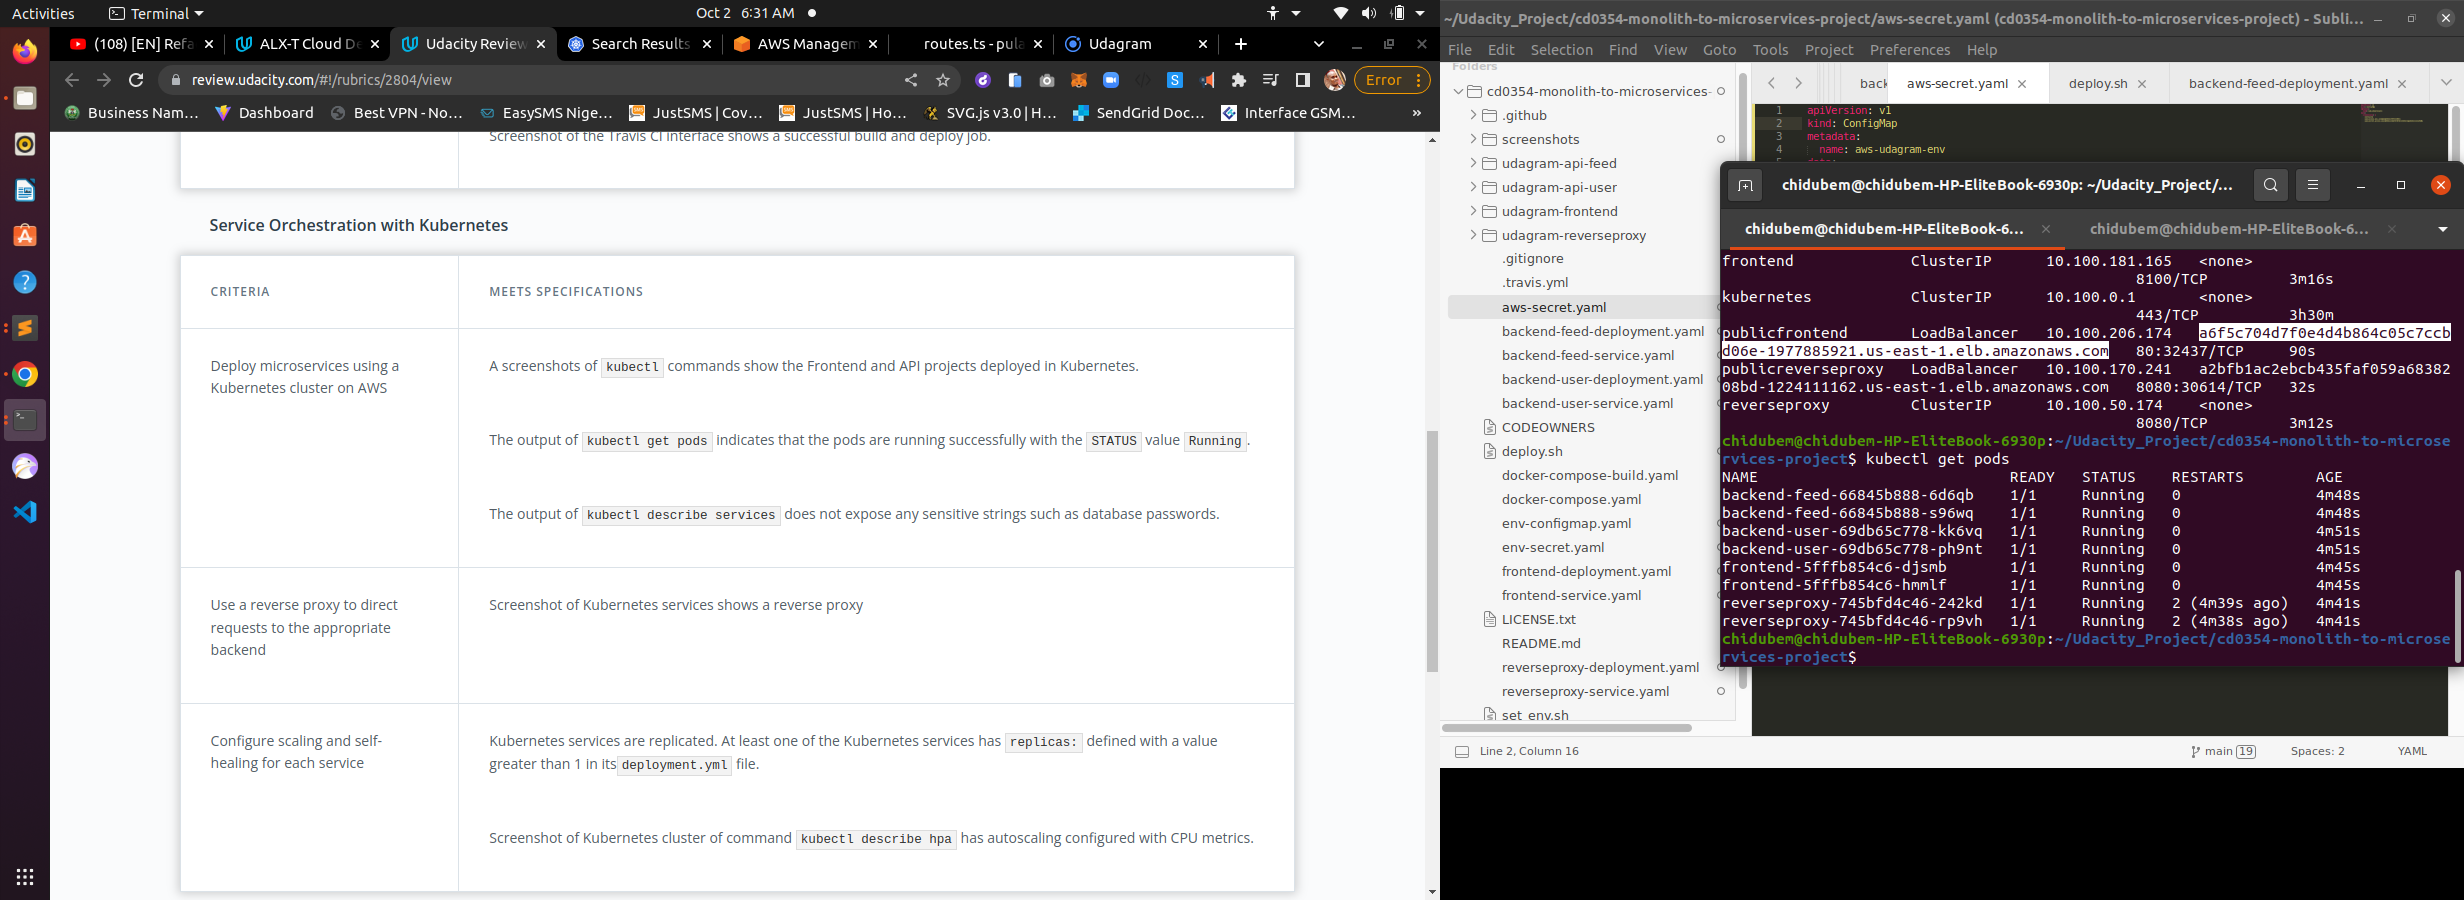 Activities
Terminal
Oct 2 6:31 AM
(108) [EN] Refa
ALX-T Cloud De
Udacity Review
Search Results
AWS Managem
routes.ts - pula
Udagram
review.udacity.com/#!/rubrics/2804/view
Error
Business Nam...
Dashboard
Best VPN - No...
EasySMS Nige...
JustSMS | Cov...
JustSMS | Ho...
SVG.js v3.0 | H...
SendGrid Doc...
Interface GSM...
»
Screenshot of the Travis CI interface shows a successful build and deploy job.
Service Orchestration with Kubernetes
CRITERIA
MEETS SPECIFICATIONS
Deploy microservices using a
Kubernetes cluster on AWS
A screenshots of kubectl commands show the Frontend and API projects deployed in Kubernetes.
The output of kubectl get pods indicates that the pods are running successfully with the STATUS value Running.
The output of kubectl describe services does not expose any sensitive strings such as database passwords.
Use a reverse proxy to direct
requests to the appropriate
backend
Screenshot of Kubernetes services shows a reverse proxy
Configure scaling and self-
healing for each service
Kubernetes services are replicated. At least one of the Kubernetes services has replicas: defined with a value
greater than 1 in its deployment.yml file.
Screenshot of Kubernetes cluster of command kubectl describe hpa has autoscaling configured with CPU metrics.
~/Udacity_Project/cd0354-monolith-to-microservices-project/aws-secret.yaml (cd0354-monolith-to-microservices-project) - Subli...
File Edit Selection Find View Goto Tools Project Preferences Help
Folders
cd0354-monolith-to-microservices-
.github
screenshots
udagram-api-feed
udagram-api-user
udagram-frontend
udagram-reverseproxy
.gitignore
.travis.yml
aws-secret.yaml
backend-feed-deployment.yaml
backend-feed-service.yaml
backend-user-deployment.yaml
backend-user-service.yaml
CODEOWNERS
deploy.sh
docker-compose-build.yaml
docker-compose.yaml
env-configmap.yaml
env-secret.yaml
frontend-deployment.yaml
frontend-service.yaml
LICENSE.txt
README.md
reverseproxy-deployment.yaml
reverseproxy-service.yaml
set_env.sh
back
aws-secret.yaml
deploy.sh
backend-feed-deployment.yaml
1 apiVersion: v1
2 kind: ConfigMap
3 metadata:
4 name: aws-udagram-env
chidubem@chidubem-HP-EliteBook-6930p: ~/Udacity_Project/...
chidubem@chidubem-HP-EliteBook-6...
chidubem@chidubem-HP-EliteBook-6...
frontend ClusterIP 10.100.181.165 <none>
8100/TCP 3m16s
kubernetes ClusterIP 10.100.0.1 <none>
443/TCP 3h30m
publicfrontend LoadBalancer 10.100.206.174 a6f5c704d7f0e4d4b864c05c7ccb
d06e-1977885921.us-east-1.elb.amazonaws.com 80:32437/TCP 90s
publicreverseproxy LoadBalancer 10.100.170.241 a2bfb1ac2ebcb435faf059a68382
08bd-1224111162.us-east-1.elb.amazonaws.com 8080:30614/TCP 32s
reverseproxy ClusterIP 10.100.50.174 <none>
8080/TCP 3m12s
chidubem@chidubem-HP-EliteBook-6930p:~/Udacity_Project/cd0354-monolith-to-microse
rvices-project$ kubectl get pods
NAME READY STATUS RESTARTS AGE
backend-feed-66845b888-6d6qb 1/1 Running 0 4m48s
backend-feed-66845b888-s96wq 1/1 Running 0 4m48s
backend-user-69db65c778-kk6vq 1/1 Running 0 4m51s
backend-user-69db65c778-ph9nt 1/1 Running 0 4m51s
frontend-5fffb854c6-djsmb 1/1 Running 0 4m45s
frontend-5fffb854c6-hmmlf 1/1 Running 0 4m45s
reverseproxy-745bfd4c46-242kd 1/1 Running 2 (4m39s ago) 4m41s
reverseproxy-745bfd4c46-rp9vh 1/1 Running 2 (4m38s ago) 4m41s
chidubem@chidubem-HP-EliteBook-6930p:~/Udacity_Project/cd0354-monolith-to-microse
rvices-project$
Line 2, Column 16
main 19
Spaces: 2
YAML